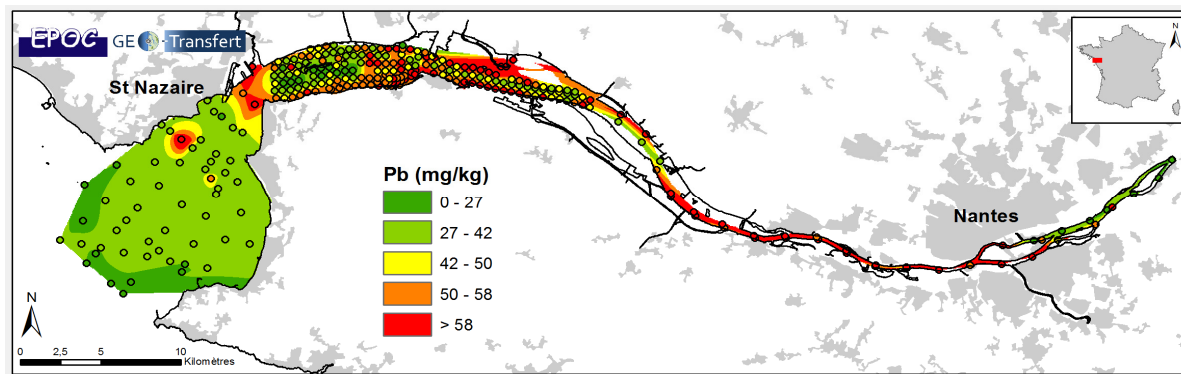 EPOC GEO-Transfert
N
St Nazaire
Pb (mg/kg)
0 - 27
27 - 42
42 - 50
50 - 58
> 58
Nantes
N
0 2,5 5 10
Kilomètres